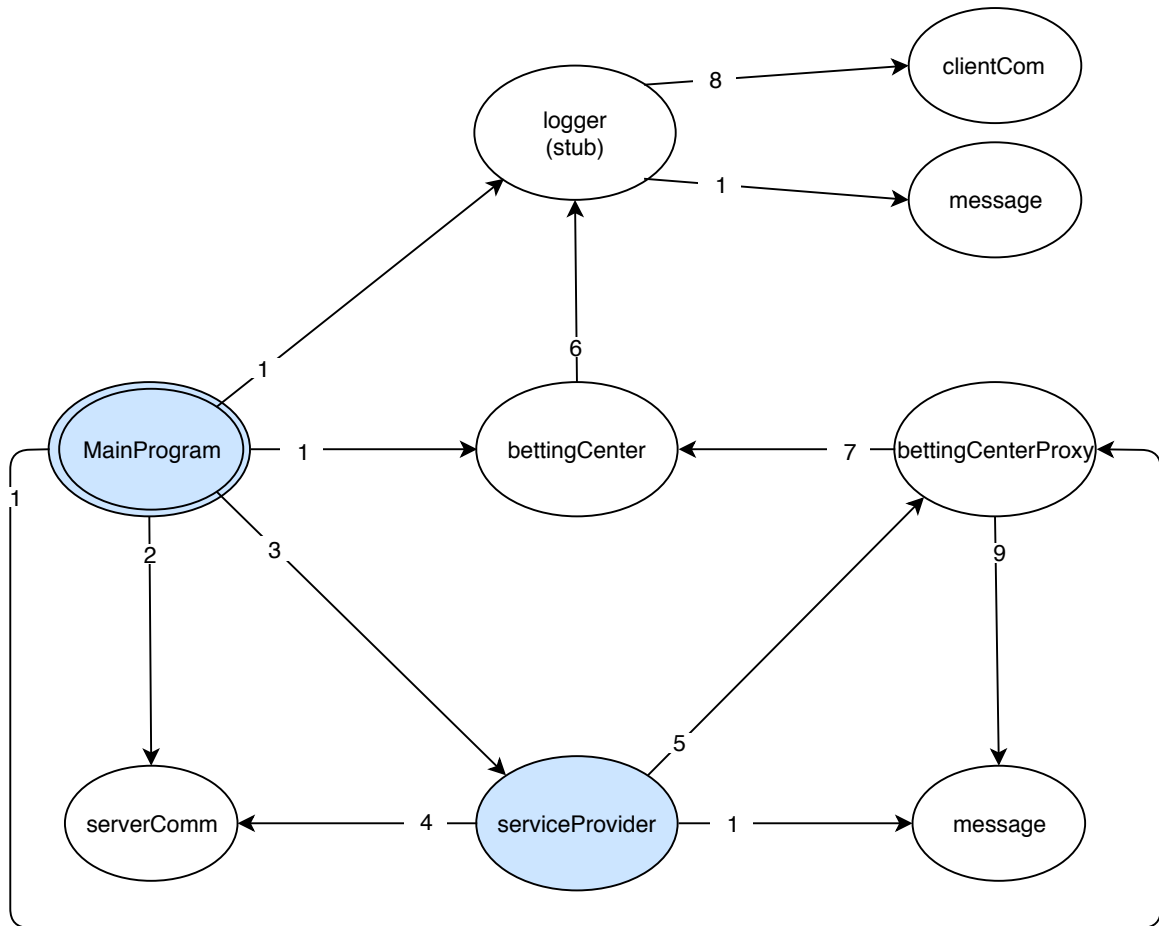 clientCom
8
logger
(stub)
1
message
1
6
MainProgram
1
bettingCenter
7
bettingCenterProxy
1
2
3
9
5
serverComm
4
serviceProvider
1
message